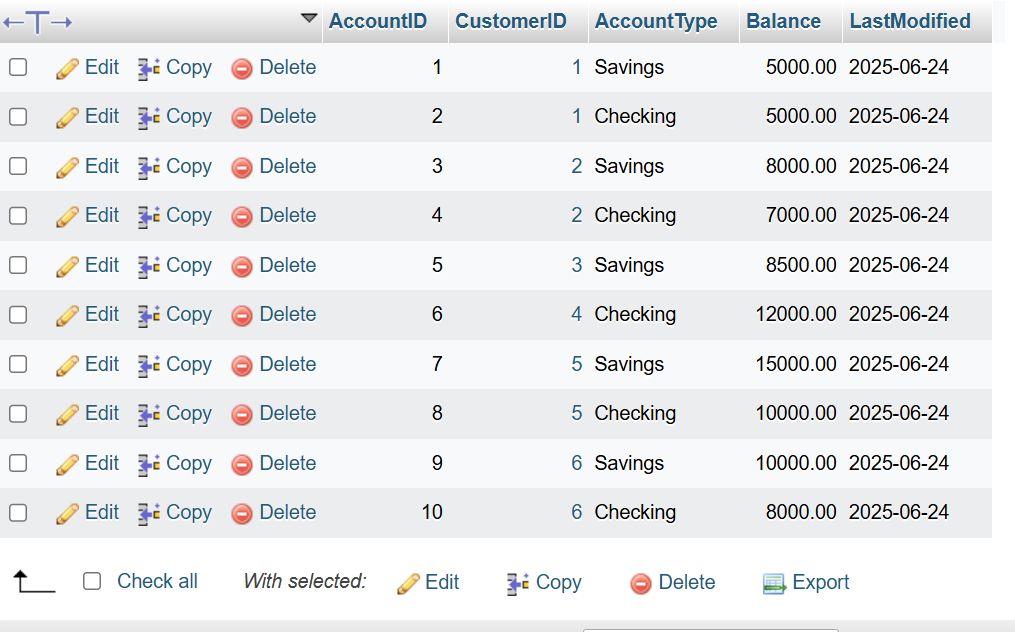 AccountID CustomerID AccountType Balance LastModified
Edit Copy Delete 1 1 Savings 5000.00 2025-06-24
Edit Copy Delete 2 1 Checking 5000.00 2025-06-24
Edit Copy Delete 3 2 Savings 8000.00 2025-06-24
Edit Copy Delete 4 2 Checking 7000.00 2025-06-24
Edit Copy Delete 5 3 Savings 8500.00 2025-06-24
Edit Copy Delete 6 4 Checking 12000.00 2025-06-24
Edit Copy Delete 7 5 Savings 15000.00 2025-06-24
Edit Copy Delete 8 5 Checking 10000.00 2025-06-24
Edit Copy Delete 9 6 Savings 10000.00 2025-06-24
Edit Copy Delete 10 6 Checking 8000.00 2025-06-24
Check all With selected: Edit Copy Delete Export